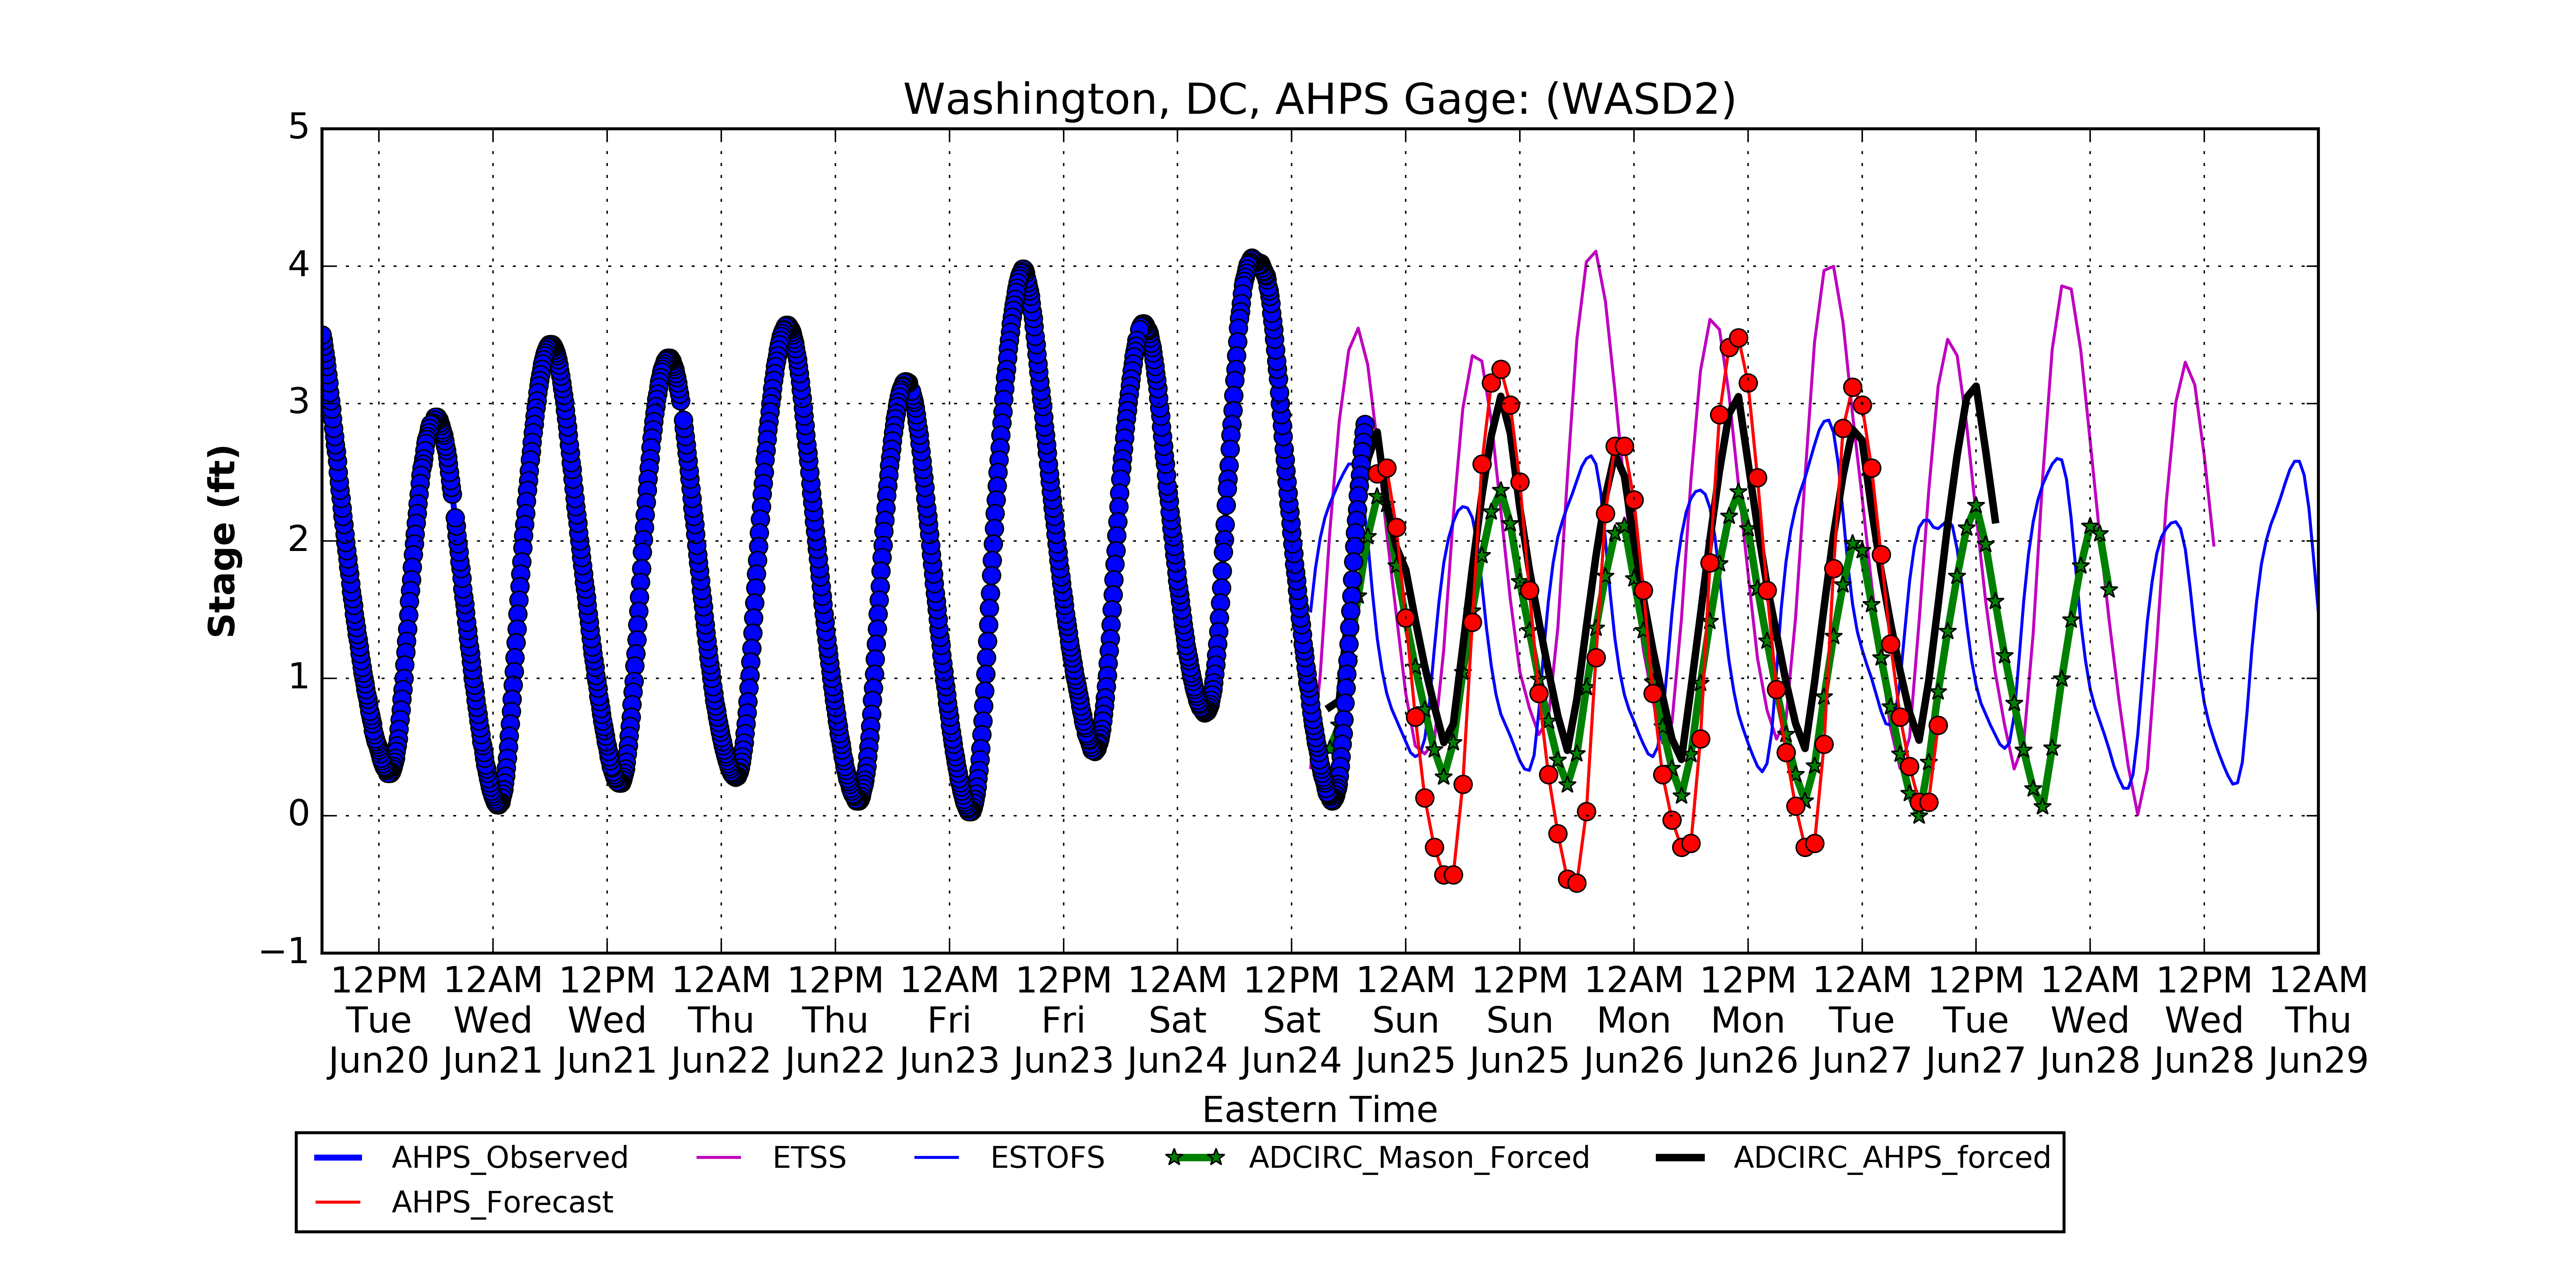 Washington, DC, AHPS Gage: (WASD2)
5
4
3
2
1
0
−1
Stage (ft)
12PM 12AM 12PM 12AM 12PM 12AM 12PM 12AM 12PM 12AM 12PM 12AM 12PM 12AM 12PM 12AM 12PM 12AM
Tue Wed Wed Thu Thu Fri Fri Sat Sat Sun Sun Mon Mon Tue Tue Wed Wed Thu
Jun20 Jun21 Jun21 Jun22 Jun22 Jun23 Jun23 Jun24 Jun24 Jun25 Jun25 Jun26 Jun26 Jun27 Jun27 Jun28 Jun28 Jun29
Eastern Time
AHPS_Observed ETSS ESTOFS ADCIRC_Mason_Forced ADCIRC_AHPS_forced
AHPS_Forecast